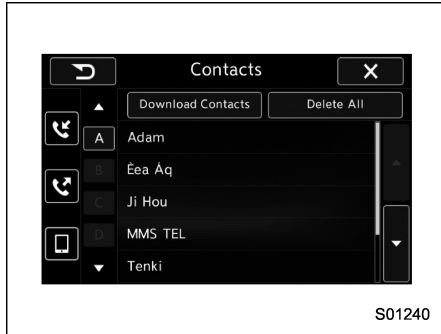 Contacts
Download Contacts Delete All
A Adam
B Èea Áq
C Ji Hou
D MMS TEL
Tenki
S01240